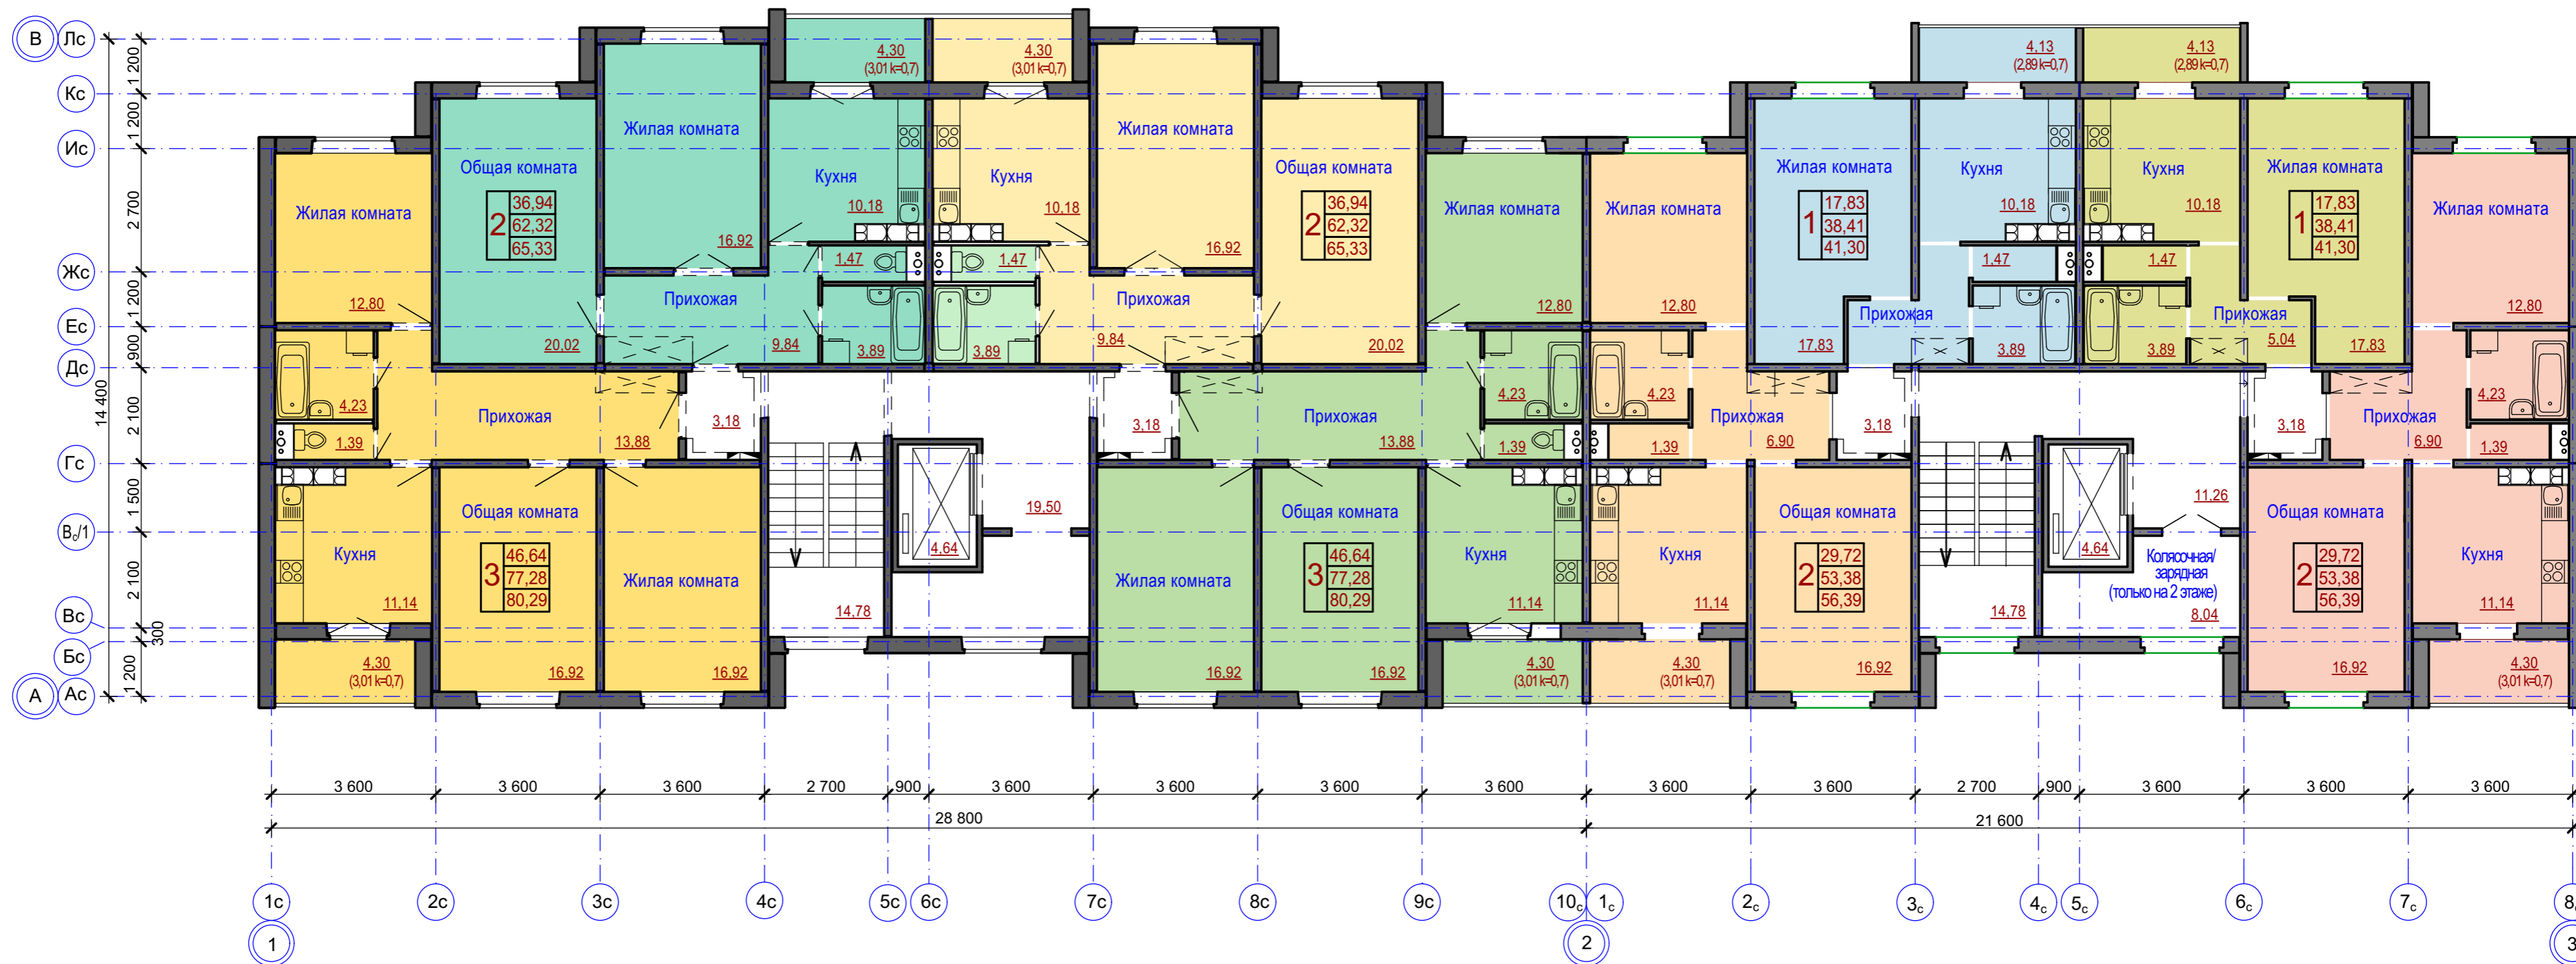 В Лс
Кс
Ис
Жс
Ес
Дс
Гс
Вс/1
Вс
Бс
А Ас
1 200
1 200
2 700
1 200
900
2 100
1 500
2 100
300
1 200
14 400
4,30
(3,01 k=0,7)
4,30
(3,01 k=0,7)
4,13
(2,89 k=0,7)
4,13
(2,89 k=0,7)
Жилая комната
12,80
4,23
1,39
Прихожая
13,88
3,18
Кухня
11,14
4,30
(3,01 k=0,7)
Общая комната
3
46,64
77,28
80,29
16,92
Жилая комната
16,92
Общая комната
2
36,94
62,32
65,33
20,02
Жилая комната
16,92
Кухня
10,18
1,47
Прихожая
9,84
3,89
Кухня
10,18
1,47
3,89
Жилая комната
16,92
Прихожая
9,84
Общая комната
2
36,94
62,32
65,33
20,02
14,78
4,64
19,50
3,18
Жилая комната
12,80
4,23
Прихожая
13,88
1,39
Жилая комната
16,92
Общая комната
3
46,64
77,28
80,29
16,92
Кухня
11,14
4,30
(3,01 k=0,7)
Жилая комната
12,80
4,23
1,39
Прихожая
6,90
3,18
Кухня
11,14
4,30
(3,01 k=0,7)
Общая комната
2
29,72
53,38
56,39
16,92
Жилая комната
1
17,83
38,41
41,30
17,83
Кухня
10,18
1,47
Прихожая
3,89
Кухня
10,18
1,47
3,89
Жилая комната
1
17,83
38,41
41,30
Прихожая
5,04
17,83
14,78
4,64
11,26
Колясочная/
зарядная
(только на 2 этаже)
8,04
3,18
Жилая комната
12,80
4,23
Прихожая
6,90
1,39
Общая комната
2
29,72
53,38
56,39
16,92
Кухня
11,14
4,30
(3,01 k=0,7)
3 600 3 600 3 600 2 700 900 3 600 3 600 3 600 3 600 3 600 3 600 2 700 900 3 600 3 600 3 600
28 800 21 600
1с 2с 3с 4с 5с 6с 7с 8с 9с 10с 1с 2с 3с 4с 5с 6с 7с 8
1 2 3